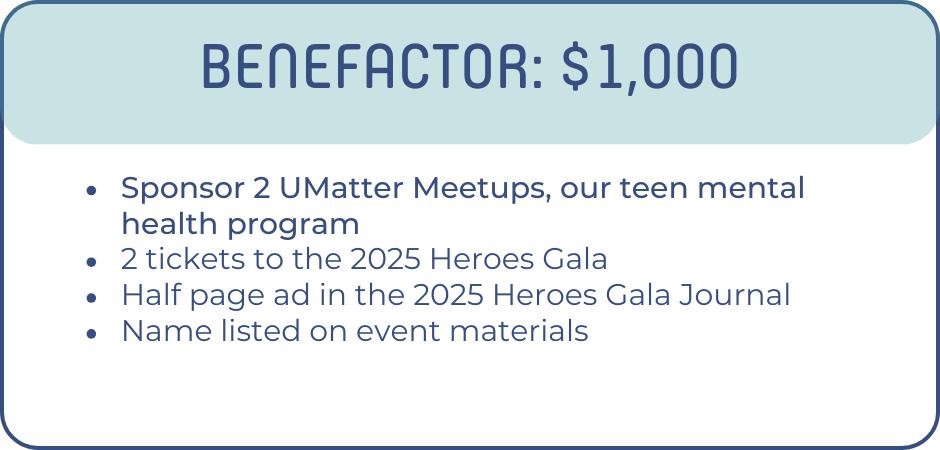 BENEFACTOR: $1,000
• Sponsor 2 UMatter Meetups, our teen mental
health program
• 2 tickets to the 2025 Heroes Gala
• Half page ad in the 2025 Heroes Gala Journal
• Name listed on event materials